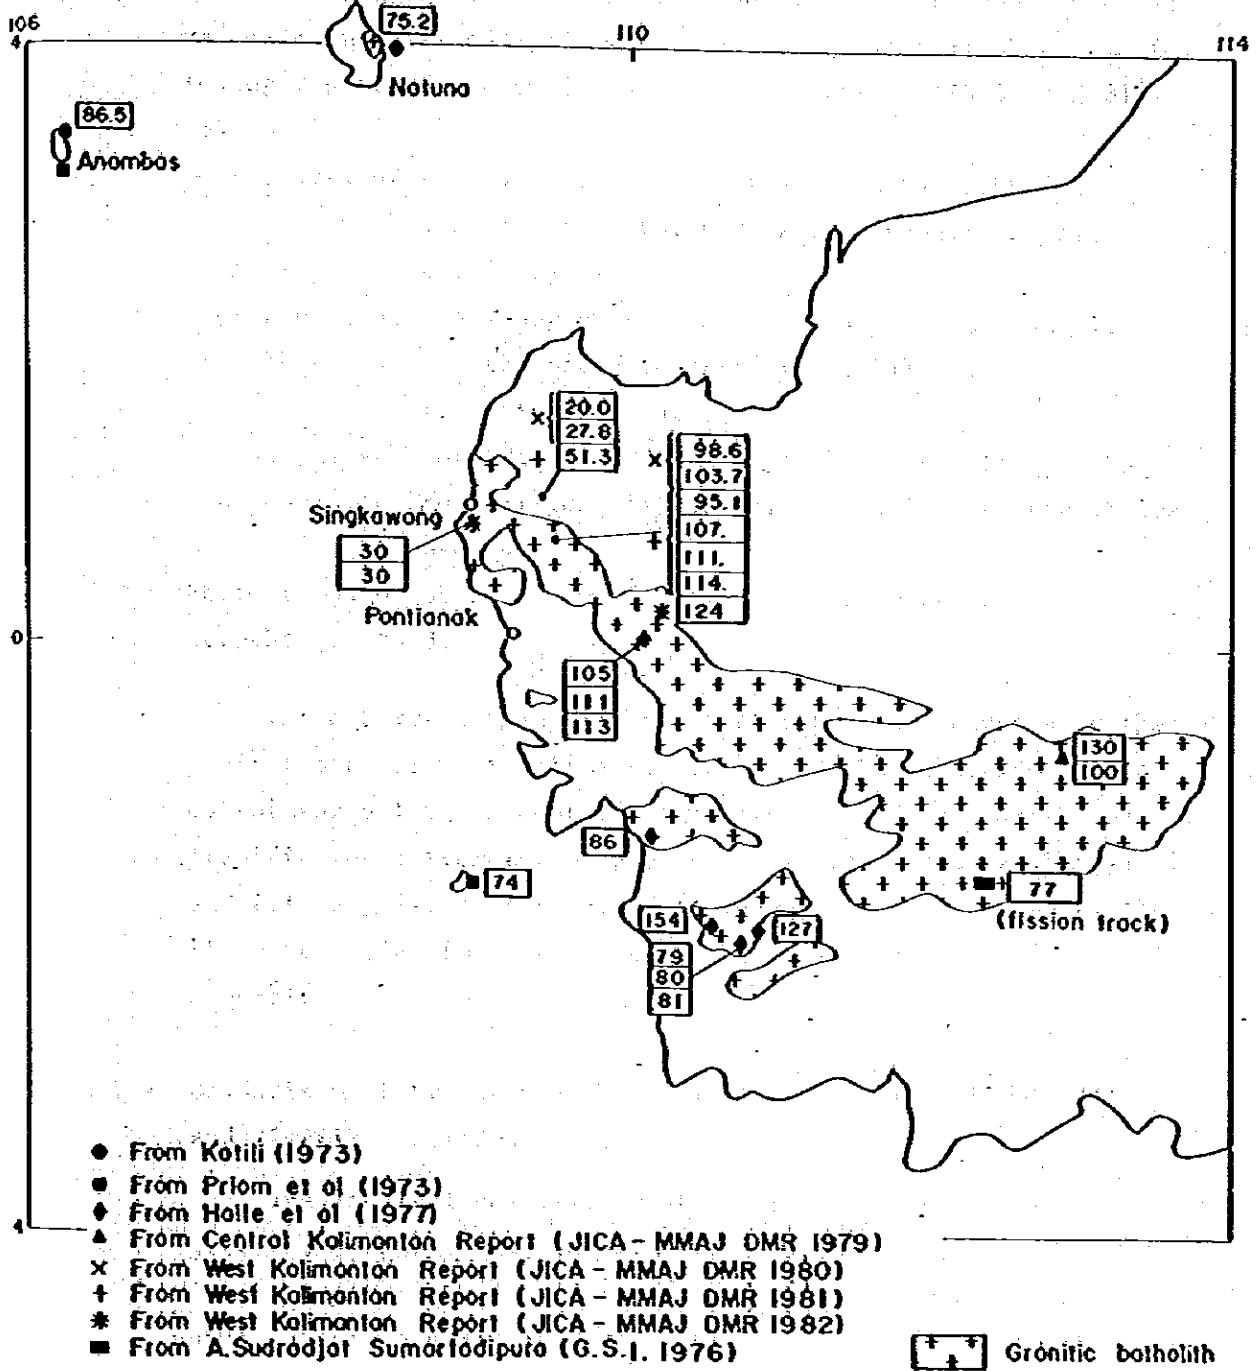 106
110
114
4
75.2
Natuna
86.5
Anambas
20.0
27.8
51.3
98.6
103.7
95.1
107.
111.
114.
124
Singkawang
30
30
Pontianak
0
105
111
113
130
100
86
74
77
(fission track)
154
127
79
80
81
From Katili (1973)
From Priam et al (1973)
From Haile et al (1977)
4
From Central Kalimantan Report (JICA - MMAJ DMR 1979)
From West Kalimantan Report (JICA - MMAJ DMR 1980)
From West Kalimantan Report (JICA - MMAJ DMR 1981)
From West Kalimantan Report (JICA - MMAJ DMR 1982)
From A.Sudradjat Sumartadiputa (G.S.I. 1976)
Granitic batholith